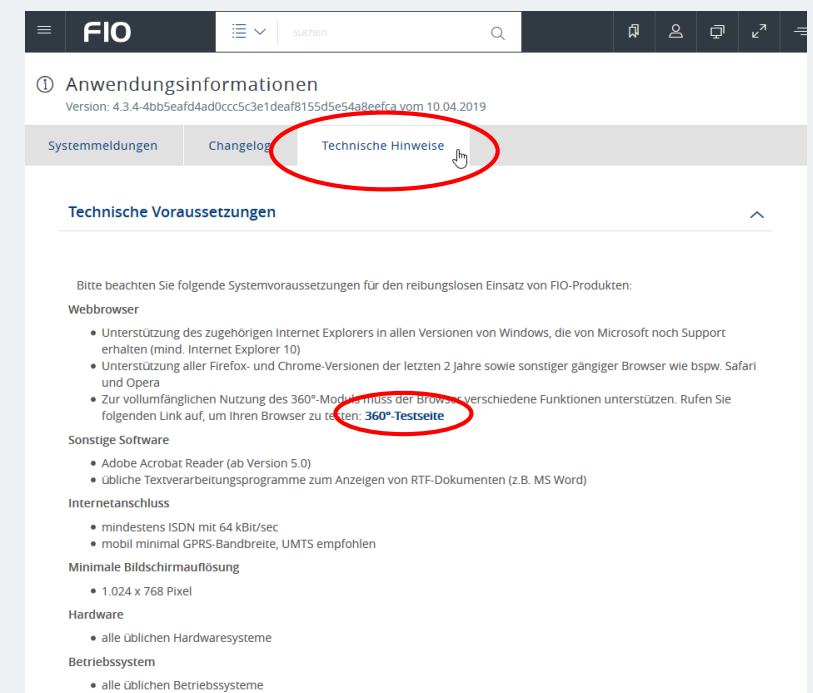 FIO
suchen
Anwendungsinformationen
Version: 4.3.4-4bb5eafd4ad0ccc5c3e1deaf8155d5e54a8eefca vom 10.04.2019
Systemmeldungen Changelog Technische Hinweise
Technische Voraussetzungen
Bitte beachten Sie folgende Systemvoraussetzungen für den reibungslosen Einsatz von FIO-Produkten:
Webbrowser
• Unterstützung des zugehörigen Internet Explorers in allen Versionen von Windows, die von Microsoft noch Support
erhalten (mind. Internet Explorer 10)
• Unterstützung aller Firefox- und Chrome-Versionen der letzten 2 Jahre sowie sonstiger gängiger Browser wie bspw. Safari
und Opera
• Zur vollumfänglichen Nutzung des 360°-Moduls muss der Browser verschiedene Funktionen unterstützen. Rufen Sie
folgenden Link auf, um Ihren Browser zu testen: 360°-Testseite
Sonstige Software
• Adobe Acrobat Reader (ab Version 5.0)
• übliche Textverarbeitungsprogramme zum Anzeigen von RTF-Dokumenten (z.B. MS Word)
Internetanschluss
• mindestens ISDN mit 64 kBit/sec
• mobil minimal GPRS-Bandbreite, UMTS empfohlen
Minimale Bildschirmauflösung
• 1.024 x 768 Pixel
Hardware
• alle üblichen Hardwaresysteme
Betriebssystem
• alle üblichen Betriebssysteme